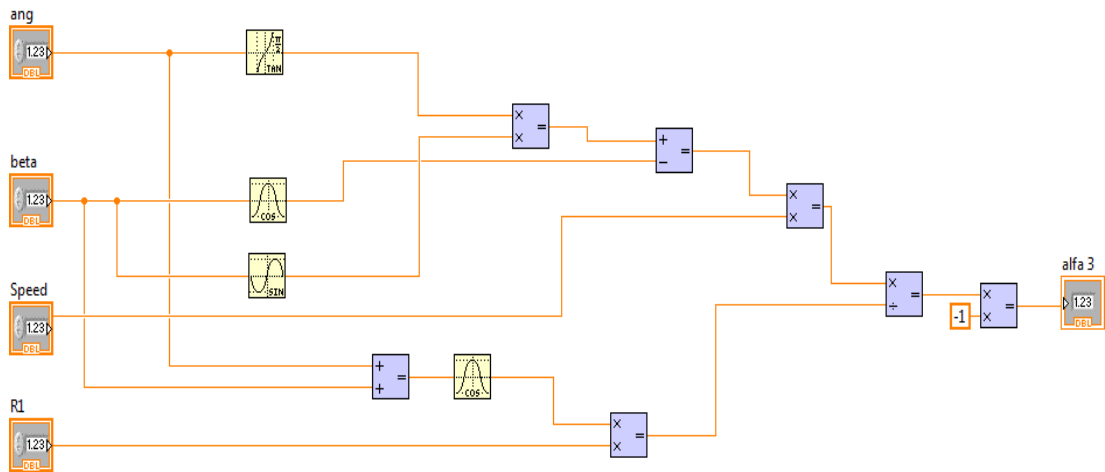 ang
1.23
DBL
π/2
TAN
×
×
=
+
−
=
beta
1.23
DBL
COS
×
×
=
SIN
Speed
1.23
DBL
×
÷
=
-1
×
×
=
alfa 3
1.23
DBL
+
+
=
COS
R1
1.23
DBL
×
×
=